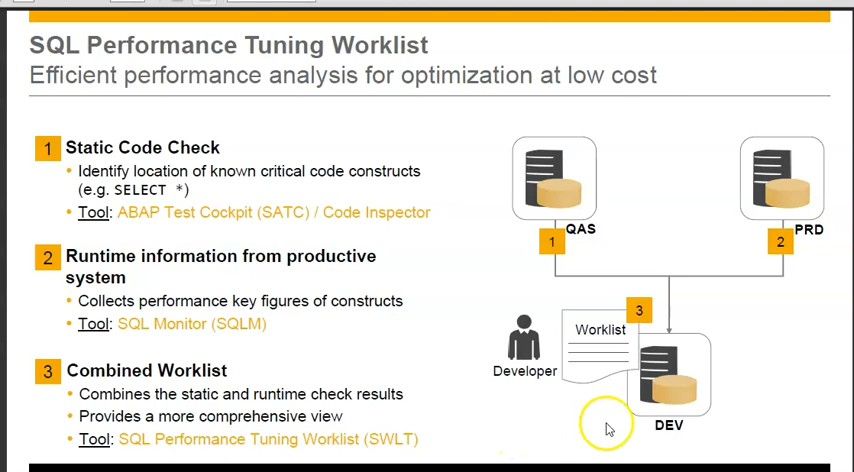 SQL Performance Tuning Worklist
Efficient performance analysis for optimization at low cost
1 Static Code Check
• Identify location of known critical code constructs
(e.g. SELECT *)
• Tool: ABAP Test Cockpit (SATC) / Code Inspector
2 Runtime information from productive
system
• Collects performance key figures of constructs
• Tool: SQL Monitor (SQLM)
3 Combined Worklist
• Combines the static and runtime check results
• Provides a more comprehensive view
• Tool: SQL Performance Tuning Worklist (SWLT)
QAS
1
PRD
2
3
Worklist
Developer
DEV